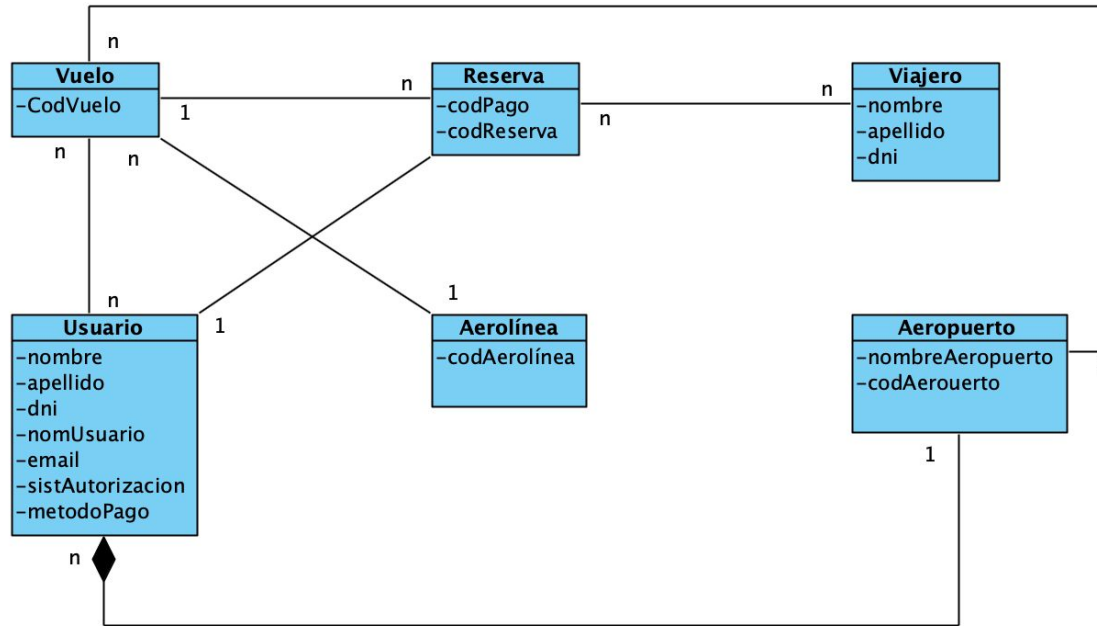 n
Vuelo
-CodVuelo
1
n
n
n
Reserva
-codPago
-codReserva
n
n
Viajero
-nombre
-apellido
-dni
n
1
Usuario
-nombre
-apellido
-dni
-nomUsuario
-email
-sistAutorizacion
-metodoPago
n
1
Aerolínea
-codAerolínea
Aeropuerto
-nombreAeropuerto
-codAerouerto
1